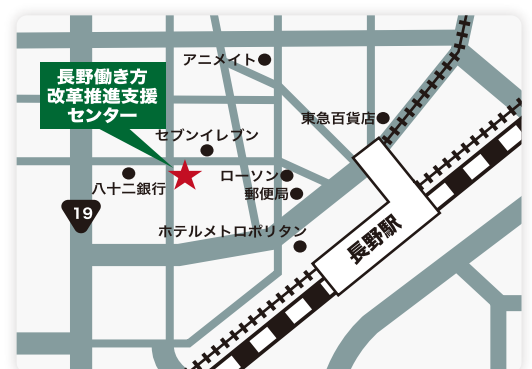 アニメイト
長野働き方
改革推進支援
センター
東急百貨店
セブンイレブン
ローソン
八十二銀行
郵便局
19
ホテルメトロポリタン
長野駅